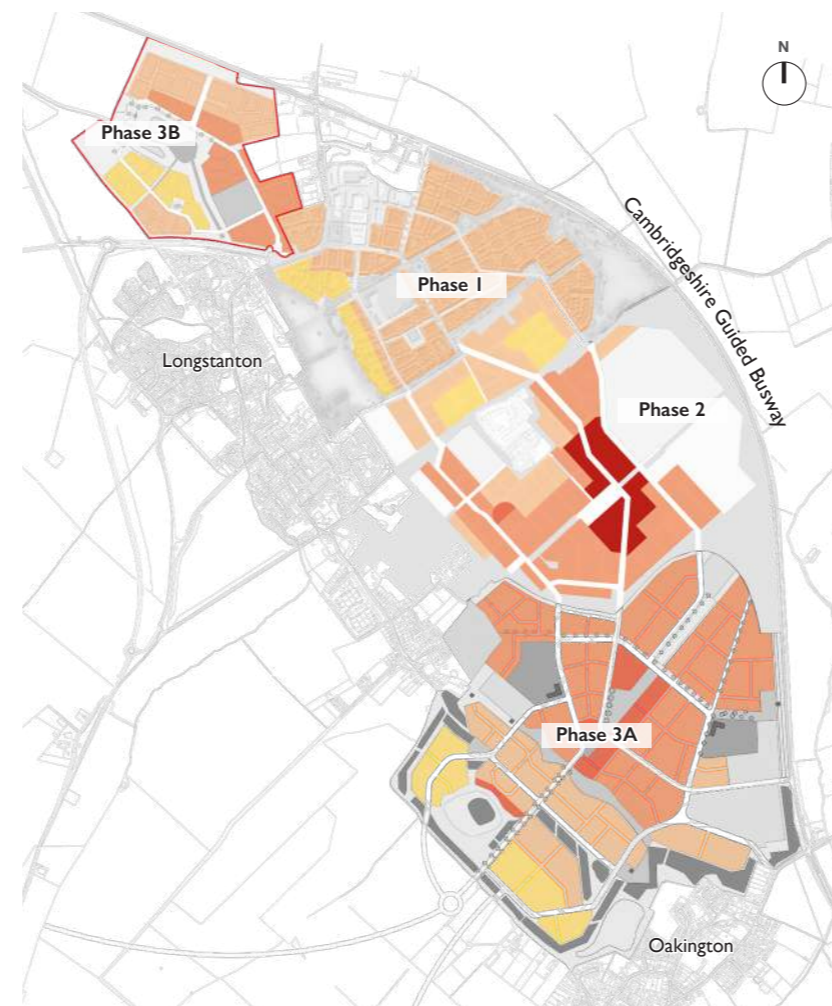 N
Phase 3B
Cambridgeshire Guided Busway
Phase 1
Longstanton
Phase 2
Phase 3A
Oakington